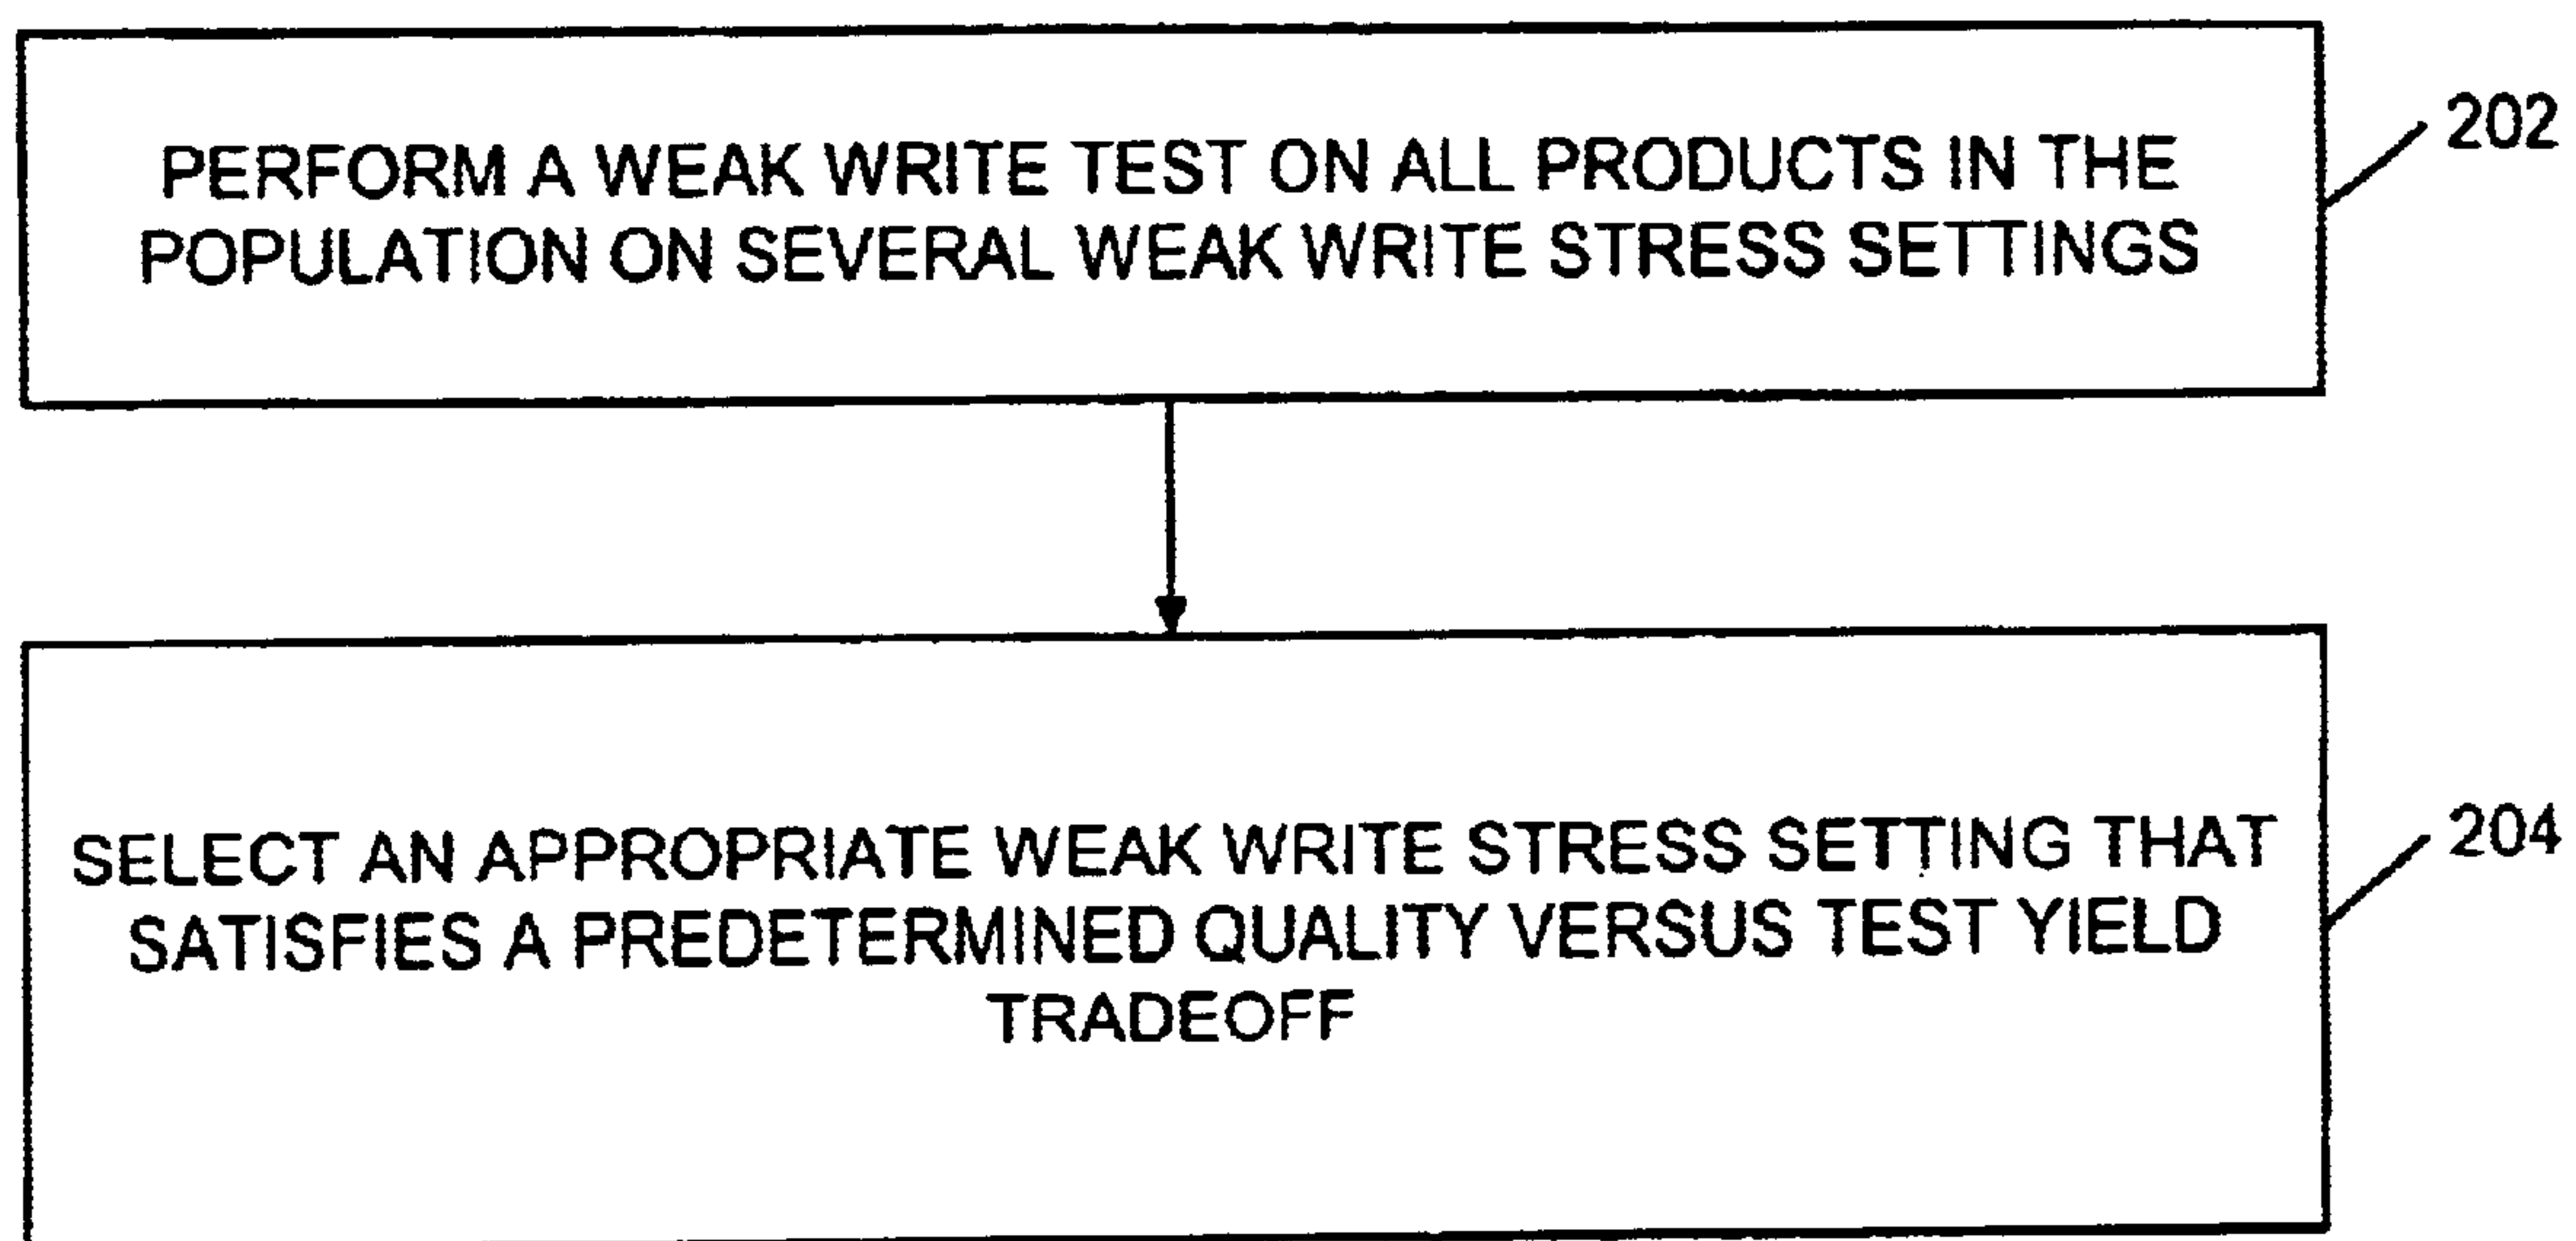 PERFORM A WEAK WRITE TEST ON ALL PRODUCTS IN THE
POPULATION ON SEVERAL WEAK WRITE STRESS SETTINGS
202
SELECT AN APPROPRIATE WEAK WRITE STRESS SETTING THAT
SATISFIES A PREDETERMINED QUALITY VERSUS TEST YIELD
TRADEOFF
204